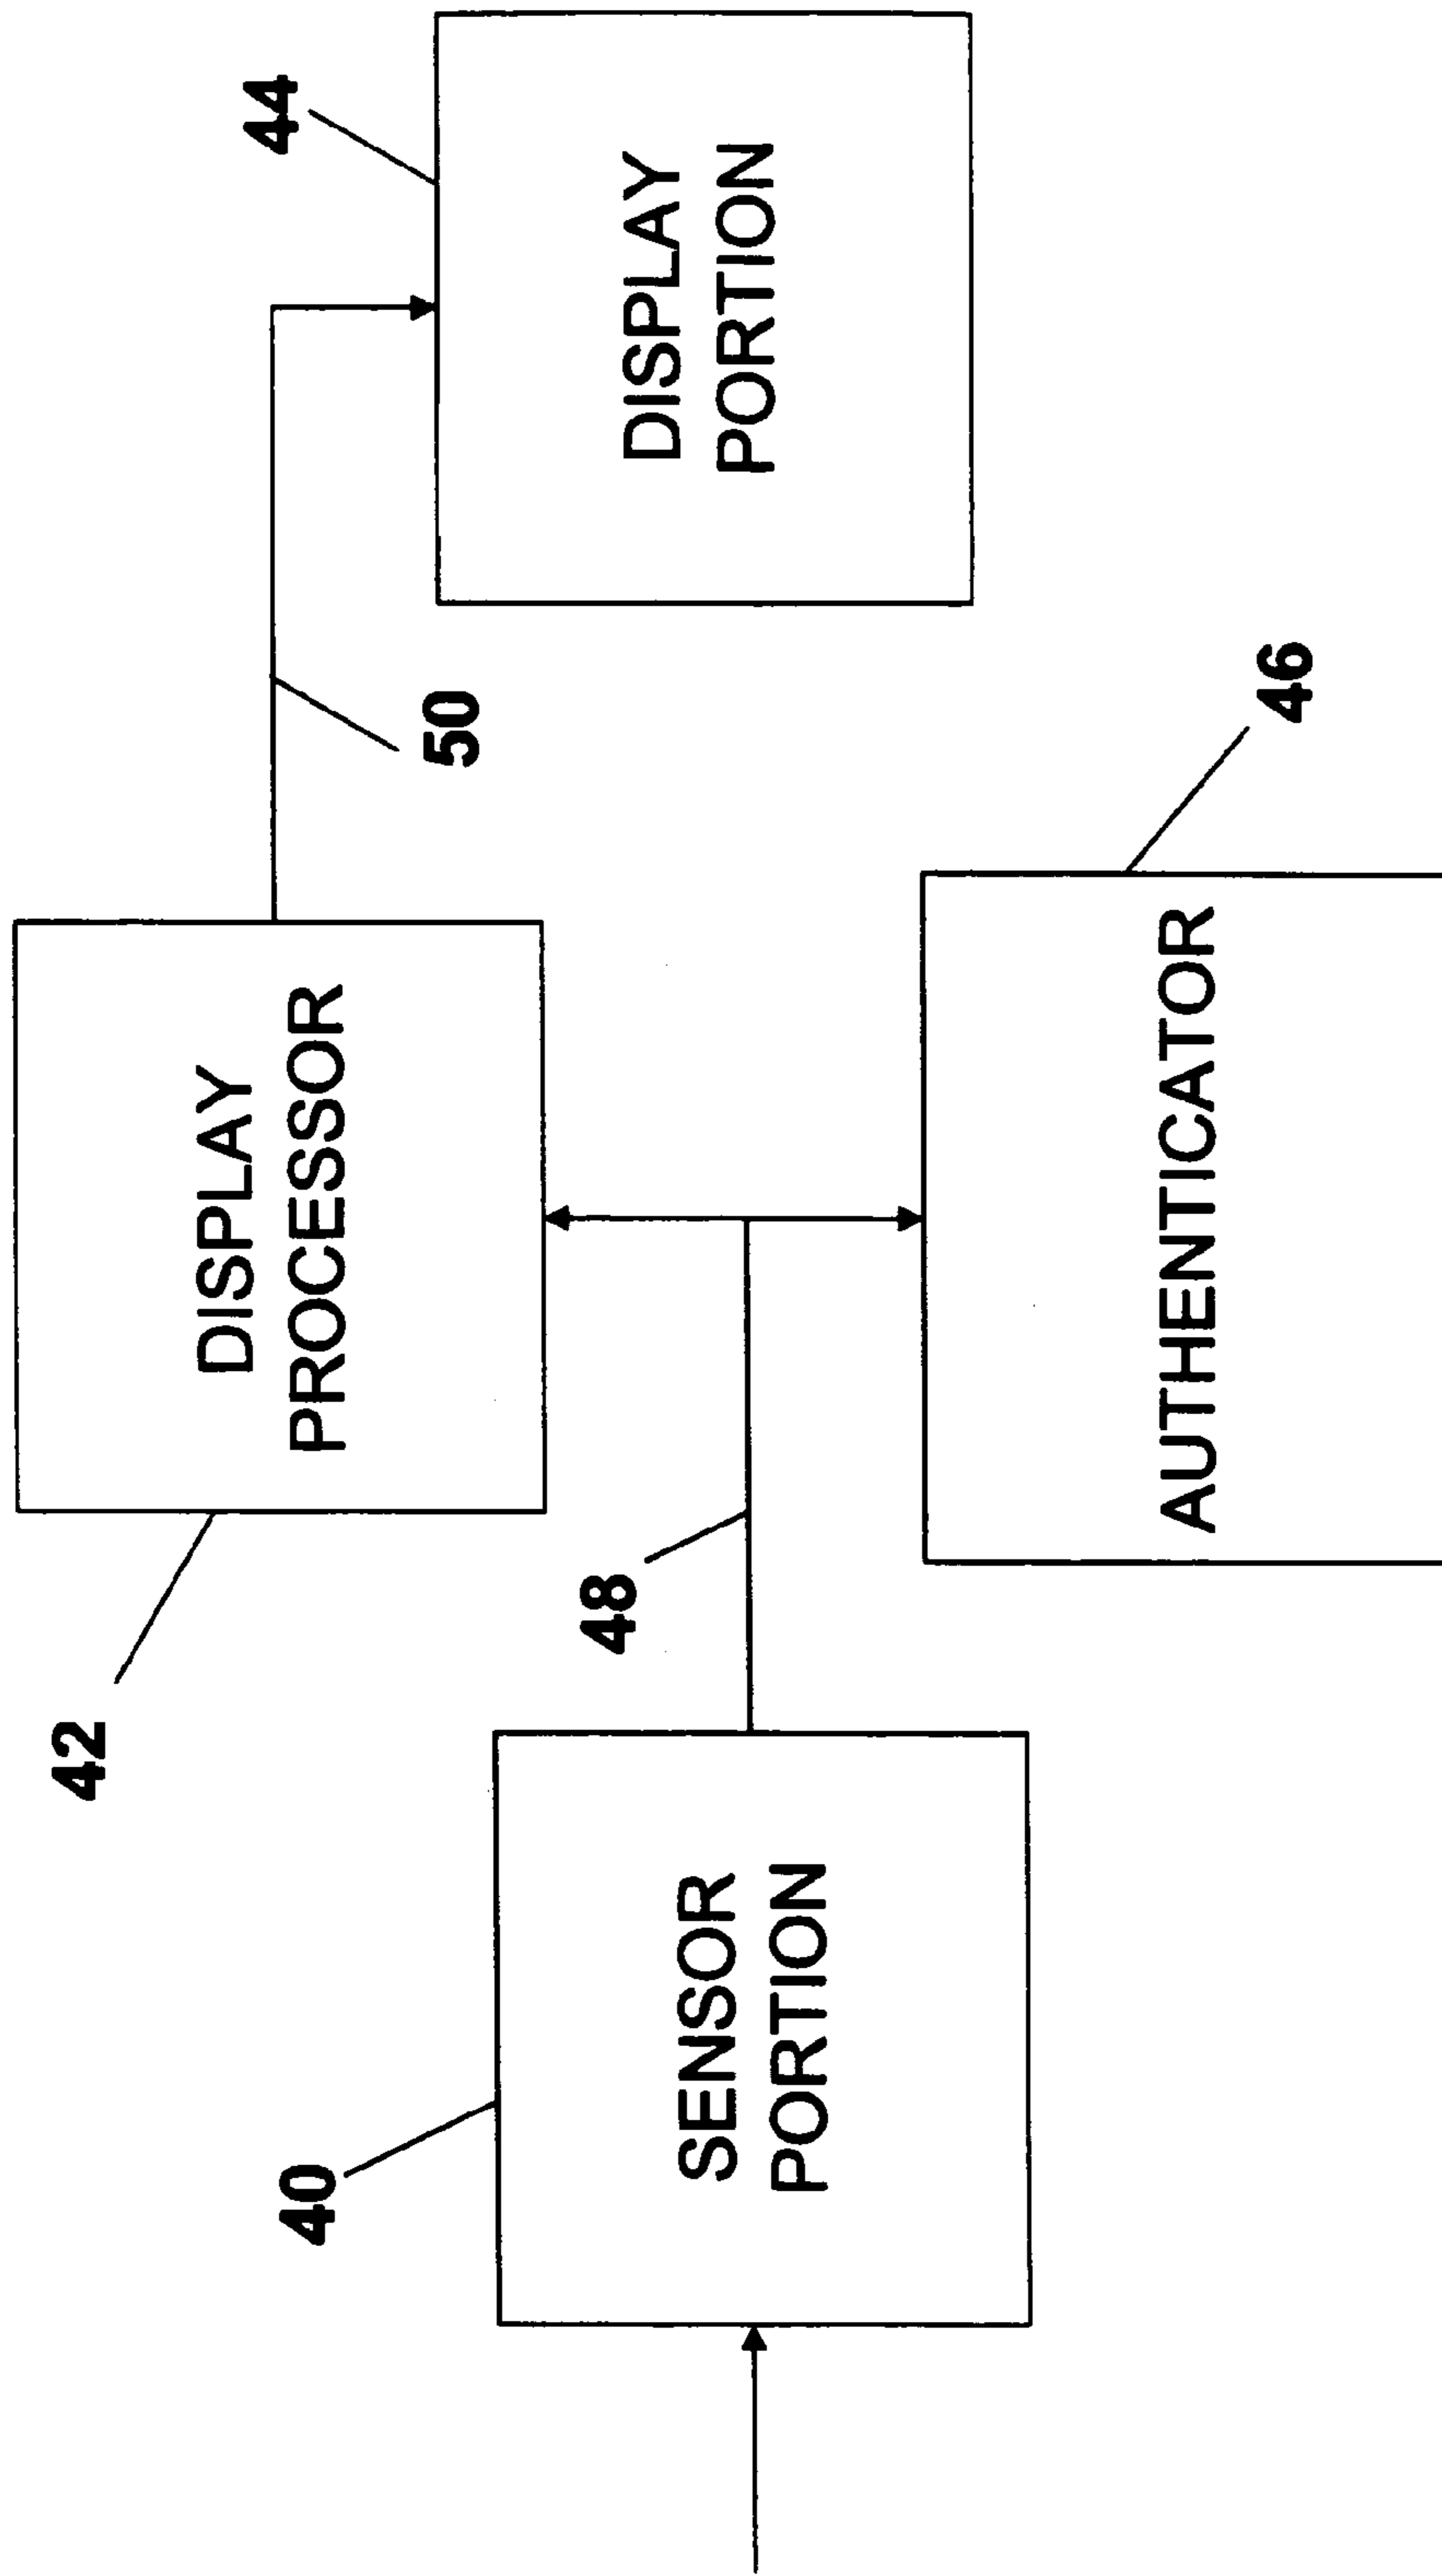 42
DISPLAY
PROCESSOR
50
44
DISPLAY
PORTION
40
SENSOR
PORTION
48
AUTHENTICATOR
46